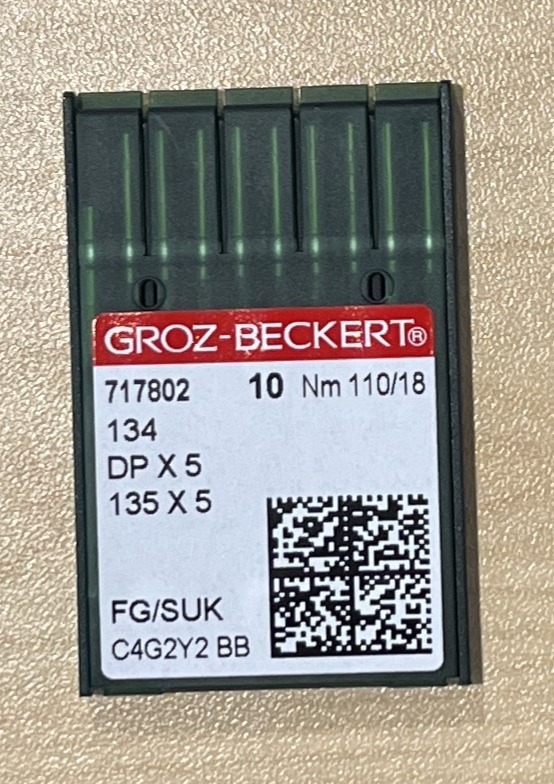 GROZ-BECKERT®
717802 10 Nm 110/18
134
DP X 5
135 X 5
FG/SUK
C4G2Y2 BB